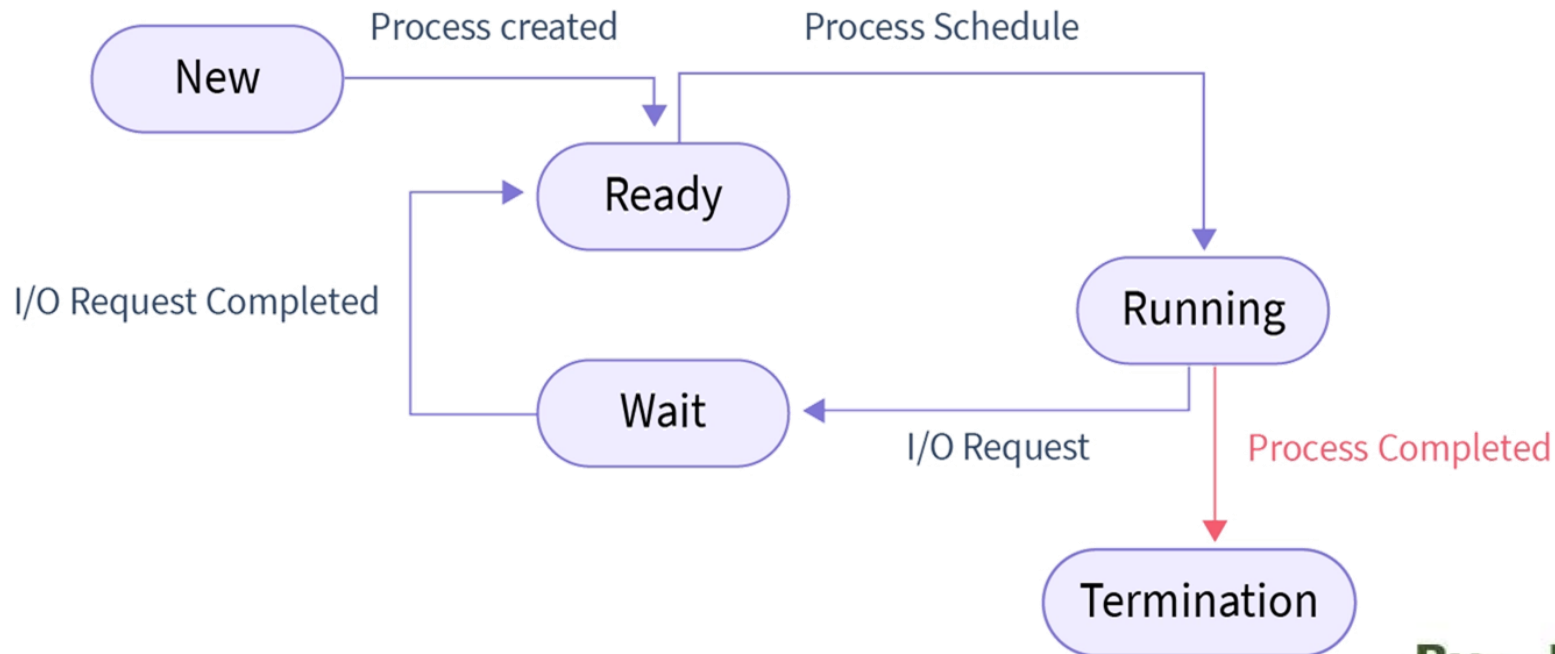 Process created
Process Schedule
New
Ready
I/O Request Completed
Running
Wait
I/O Request
Process Completed
Termination